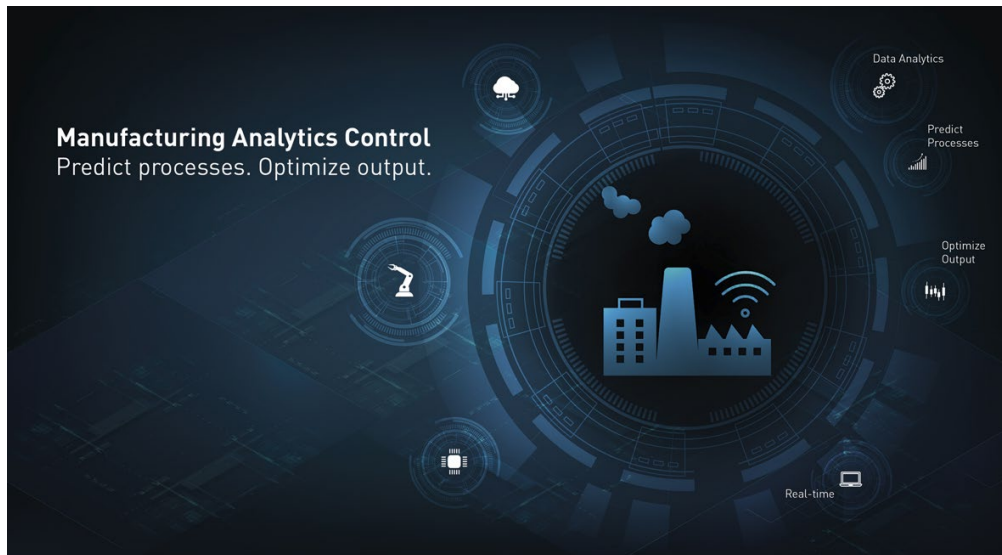 Manufacturing Analytics Control
Predict processes. Optimize output.
Data Analytics
Predict
Processes
Optimize
Output
Real-time